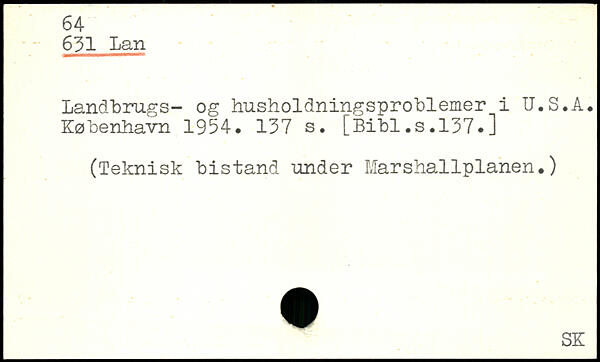 64
631 Lan
Landbrugs- og husholdningsproblemer i U.S.A.
København 1954. 137 s. [Bibl.s.137.]
(Teknisk bistand under Marshallplanen.)
SK